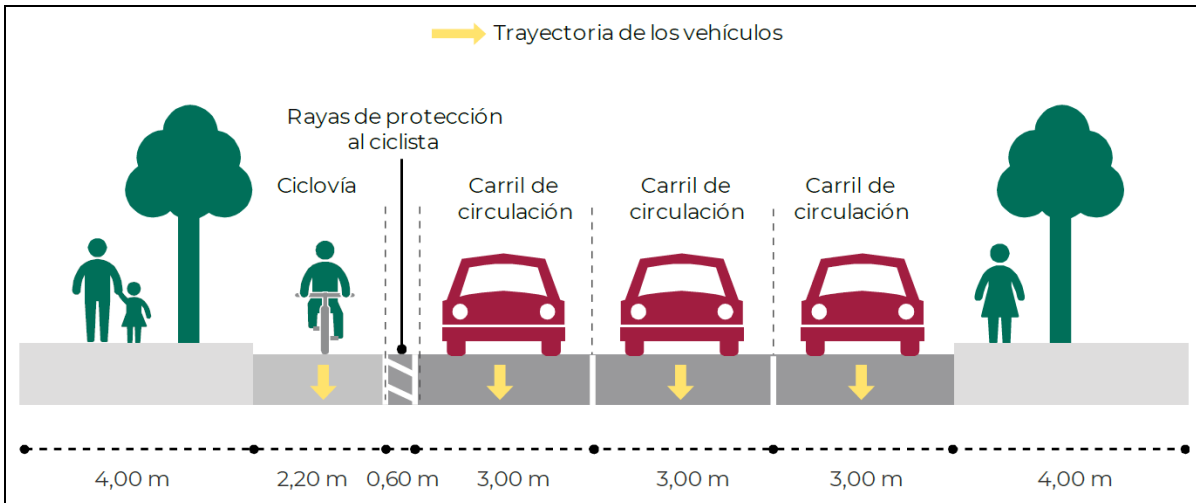 Trayectoria de los vehículos
Rayas de protección
al ciclista
Ciclovía
Carril de
circulación
Carril de
circulación
Carril de
circulación
4,00 m
2,20 m
0,60 m
3,00 m
3,00 m
3,00 m
4,00 m